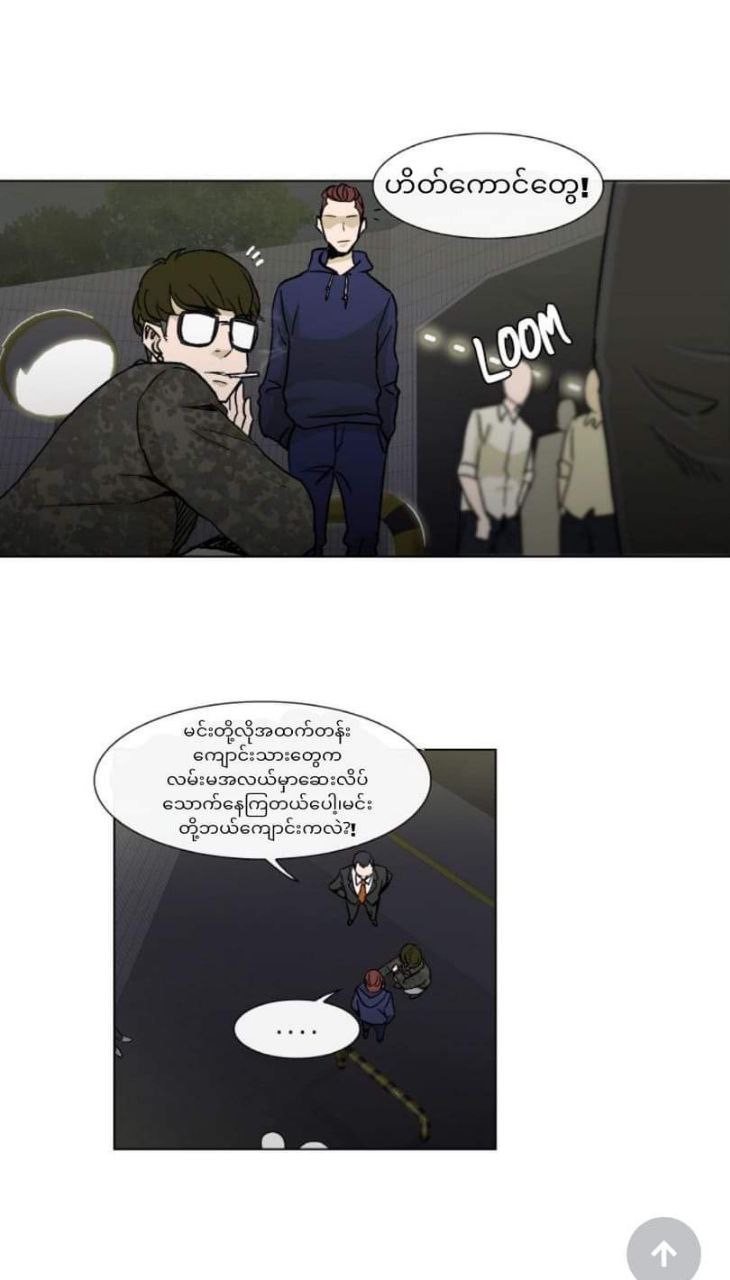 ဟိတ်ကောင်တွေ!
LOOM
မင်းတို့လိုအထက်တန်း
ကျောင်းသားတွေက
လမ်းမအလယ်မှာဆေးလိပ်
သောက်နေကြတယ်ပေါ့၊မင်း
တို့ဘယ်ကျောင်းကလဲ?!
....